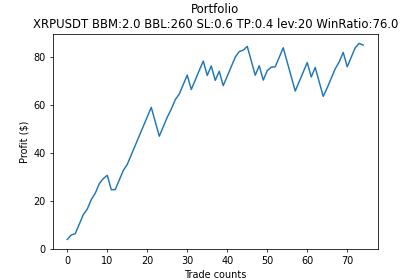 Portfolio
XRPUSDT BBM:2.0 BBL:260 SL:0.6 TP:0.4 lev:20 WinRatio:76.0
80
60
40
20
0
Profit ($)
0 10 20 30 40 50 60 70
Trade counts